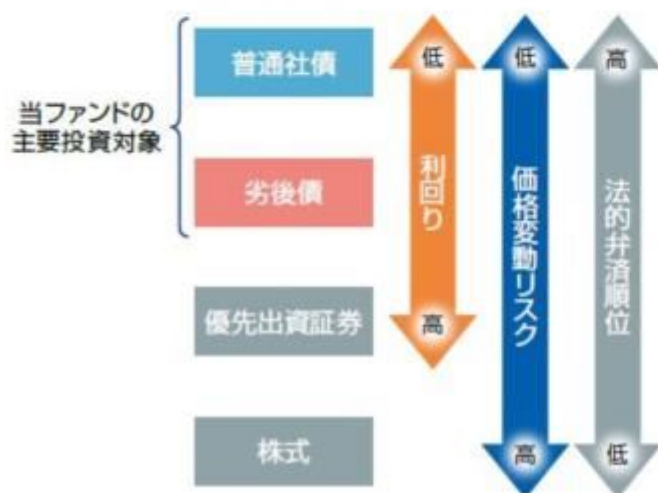 当ファンドの
主要投資対象
普通社債
劣後債
優先出資証券
株式
低
利回り
高
低
価格変動リスク
高
高
法的弁済順位
低